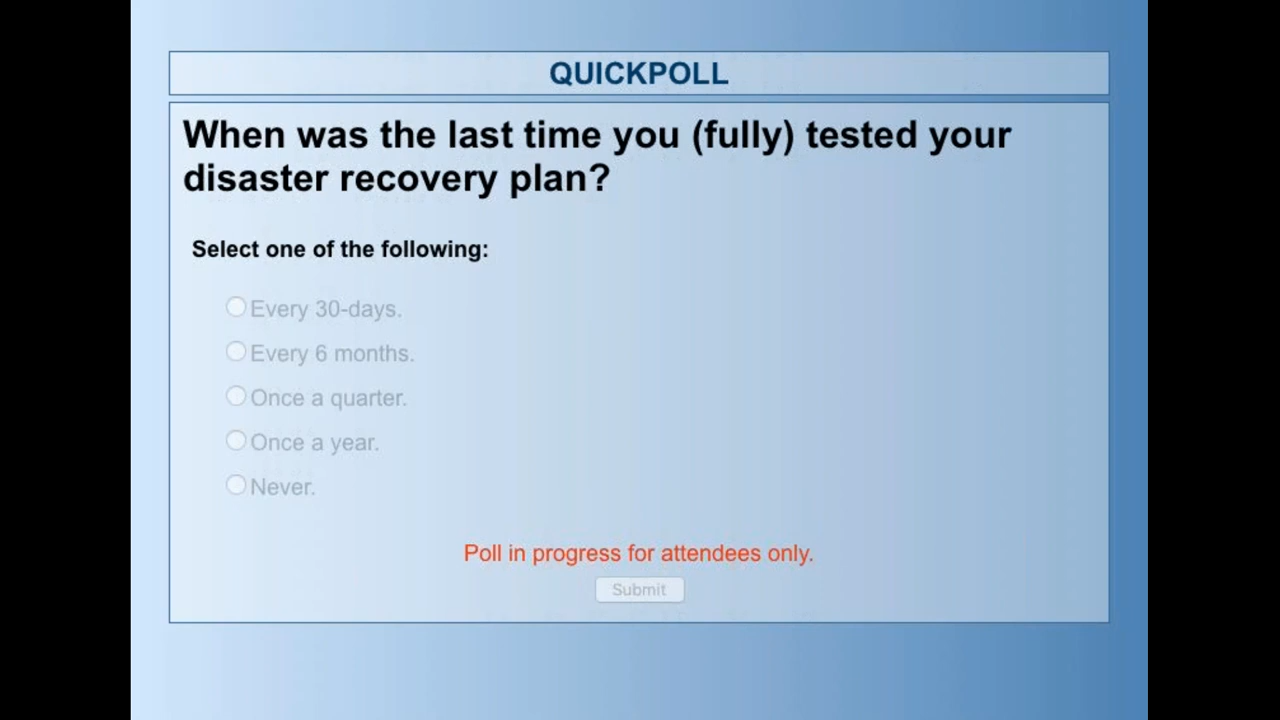 QUICKPOLL
When was the last time you (fully) tested your
disaster recovery plan?
Select one of the following:
Every 30-days.
Every 6 months.
Once a quarter.
Once a year.
Never.
Poll in progress for attendees only.
Submit